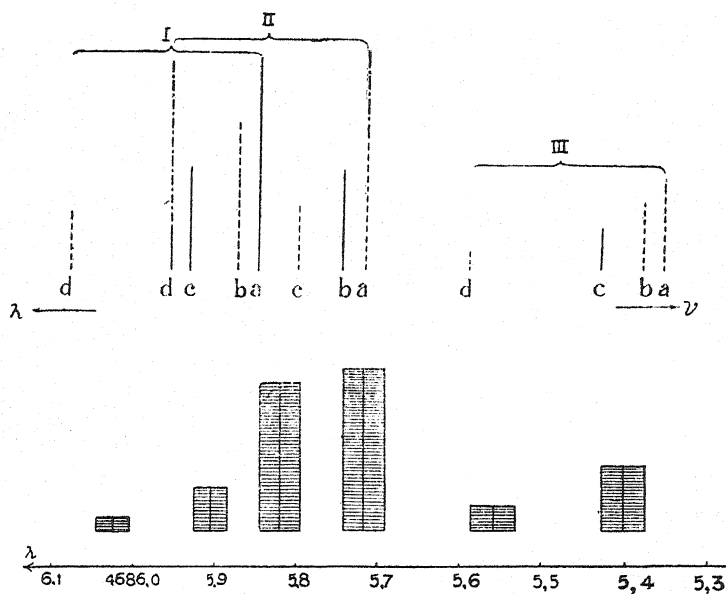 I II
III
d d c b a c b a d c b a
λ ν
λ
6.1 4686,0 5,9 5,8 5,7 5,6 5,5 5,4 5,3